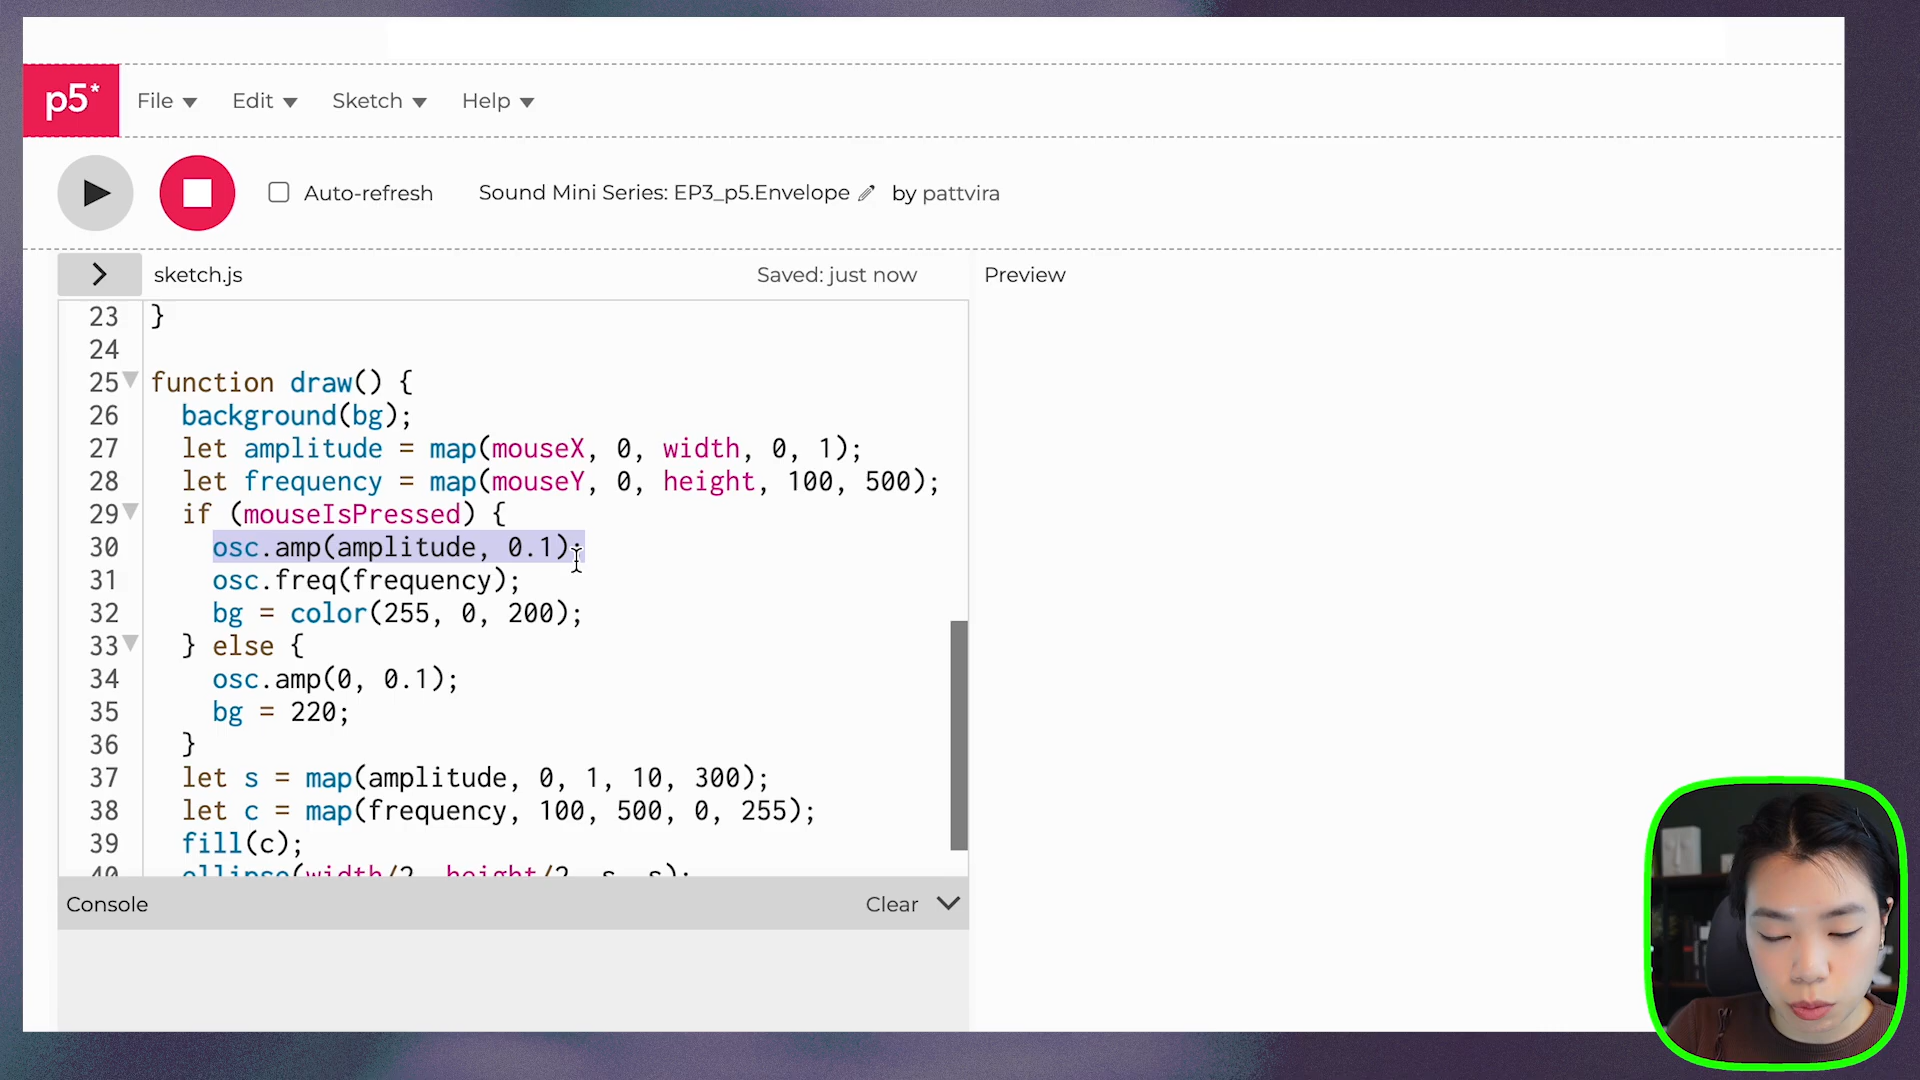 p5* File Edit Sketch Help
Auto-refresh Sound Mini Series: EP3_p5.Envelope by pattvira
sketch.js Saved: just now Preview
23 }
24
25 function draw() {
26 background(bg);
27 let amplitude = map(mouseX, 0, width, 0, 1);
28 let frequency = map(mouseY, 0, height, 100, 500);
29 if (mouseIsPressed) {
30 osc.amp(amplitude, 0.1);
31 osc.freq(frequency);
32 bg = color(255, 0, 200);
33 } else {
34 osc.amp(0, 0.1);
35 bg = 220;
36 }
37 let s = map(amplitude, 0, 1, 10, 300);
38 let c = map(frequency, 100, 500, 0, 255);
39 fill(c);
40 ellipse(width/2, height/2, s, s);
Console Clear